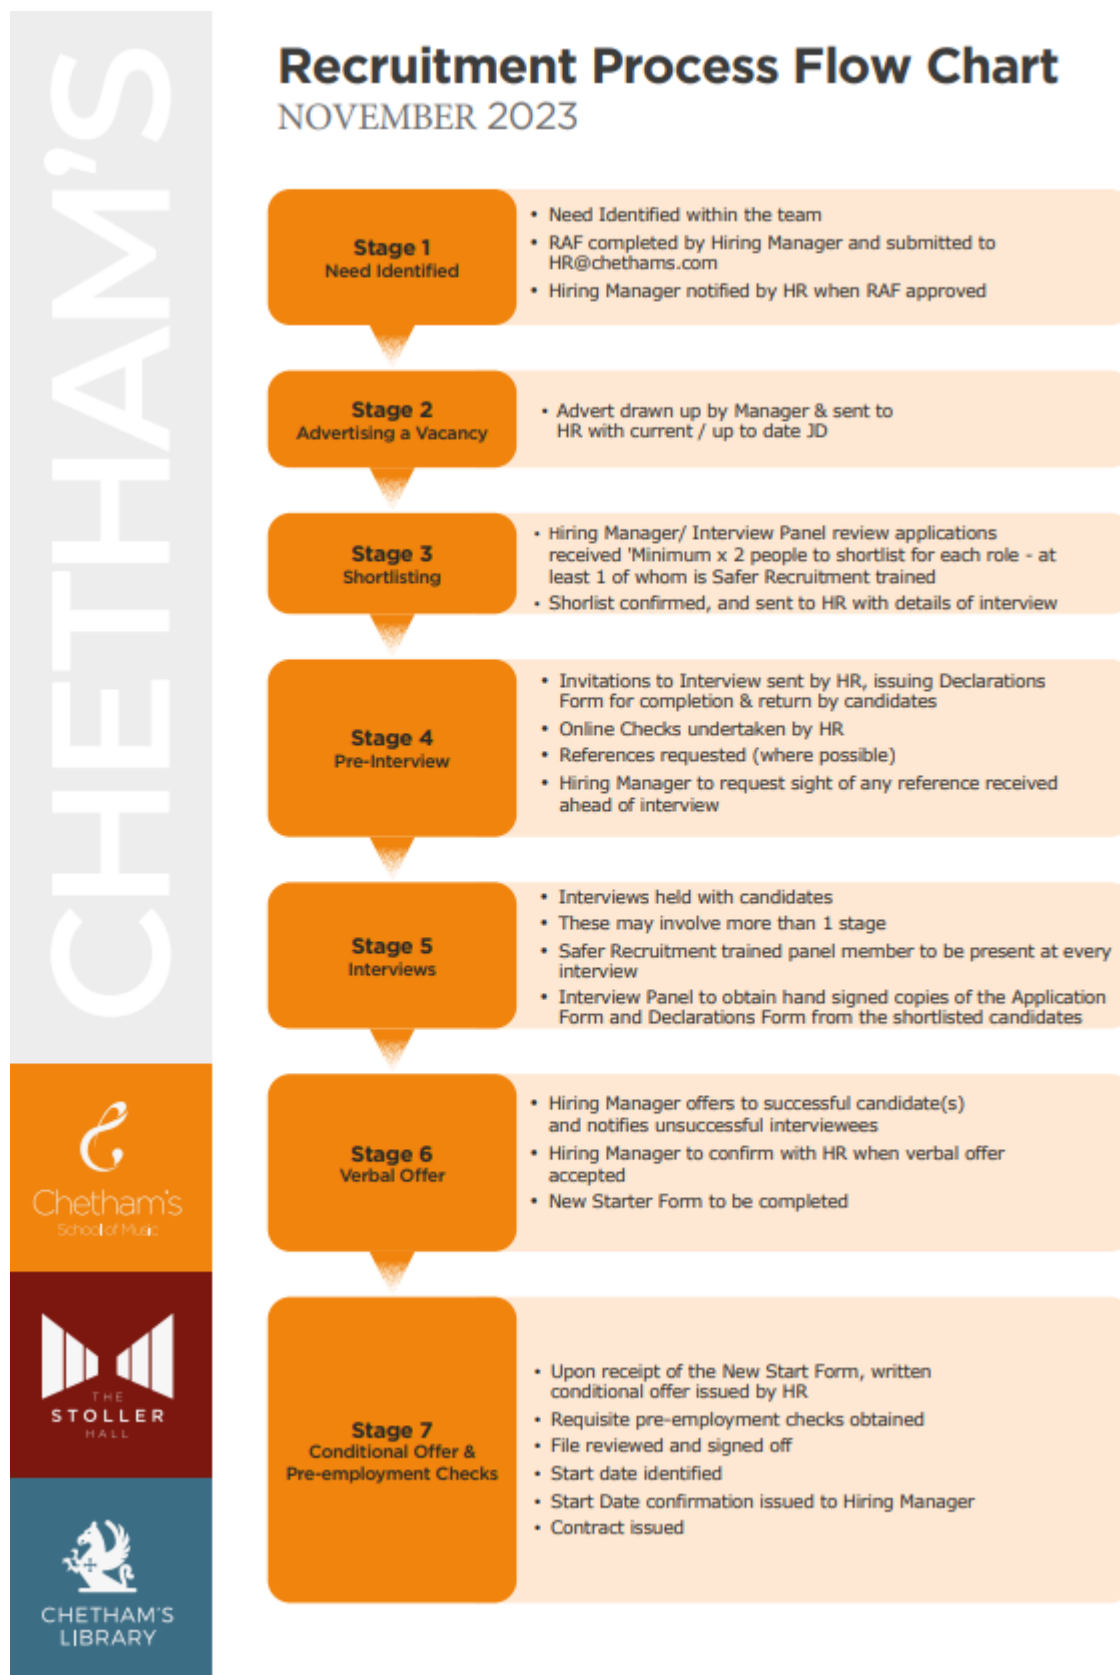 CHETHAM'S
Recruitment Process Flow Chart
NOVEMBER 2023
Stage 1
Need Identified
• Need Identified within the team
• RAF completed by Hiring Manager and submitted to
HR@chethams.com
• Hiring Manager notified by HR when RAF approved
Stage 2
Advertising a Vacancy
• Advert drawn up by Manager & sent to
HR with current / up to date JD
Stage 3
Shortlisting
• Hiring Manager/ Interview Panel review applications
received 'Minimum x 2 people to shortlist for each role - at
least 1 of whom is Safer Recruitment trained
• Shorlist confirmed, and sent to HR with details of interview
Stage 4
Pre-Interview
• Invitations to Interview sent by HR, issuing Declarations
Form for completion & return by candidates
• Online Checks undertaken by HR
• References requested (where possible)
• Hiring Manager to request sight of any reference received
ahead of interview
Stage 5
Interviews
• Interviews held with candidates
• These may involve more than 1 stage
• Safer Recruitment trained panel member to be present at every
interview
• Interview Panel to obtain hand signed copies of the Application
Form and Declarations Form from the shortlisted candidates
Stage 6
Verbal Offer
• Hiring Manager offers to successful candidate(s)
and notifies unsuccessful interviewees
• Hiring Manager to confirm with HR when verbal offer
accepted
• New Starter Form to be completed
Stage 7
Conditional Offer &
Pre-employment Checks
• Upon receipt of the New Start Form, written
conditional offer issued by HR
• Requisite pre-employment checks obtained
• File reviewed and signed off
• Start date identified
• Start Date confirmation issued to Hiring Manager
• Contract issued
Chetham's
School of Music
THE
STOLLER
HALL
CHETHAM'S
LIBRARY